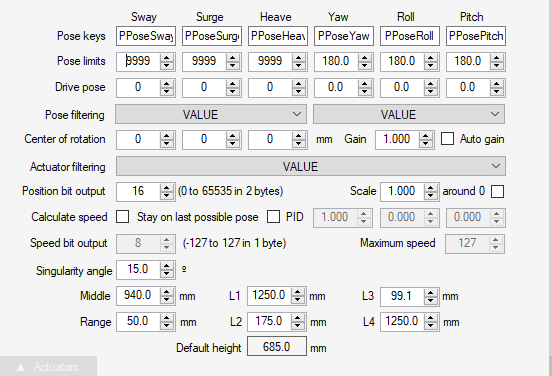 Sway Surge Heave Yaw Roll Pitch
Pose keys PPoseSway PPoseSurge PPoseHeav PPoseYaw PPoseRoll PPosePitch
Pose limits 9999 9999 9999 180.0 180.0 180.0
Drive pose 0 0 0 0.0 0.0 0.0
Pose filtering VALUE VALUE
Center of rotation 0 0 0 mm Gain 1.000 Auto gain
Actuator filtering VALUE
Position bit output 16 (0 to 65535 in 2 bytes) Scale 1.000 around 0
Calculate speed Stay on last possible pose PID 1.000 0.000 0.000
Speed bit output 8 (-127 to 127 in 1 byte) Maximum speed 127
Singularity angle 15.0 º
Middle 940.0 mm L1 1250.0 mm L3 99.1 mm
Range 50.0 mm L2 175.0 mm L4 1250.0 mm
Default height 685.0 mm
▲ Actuators